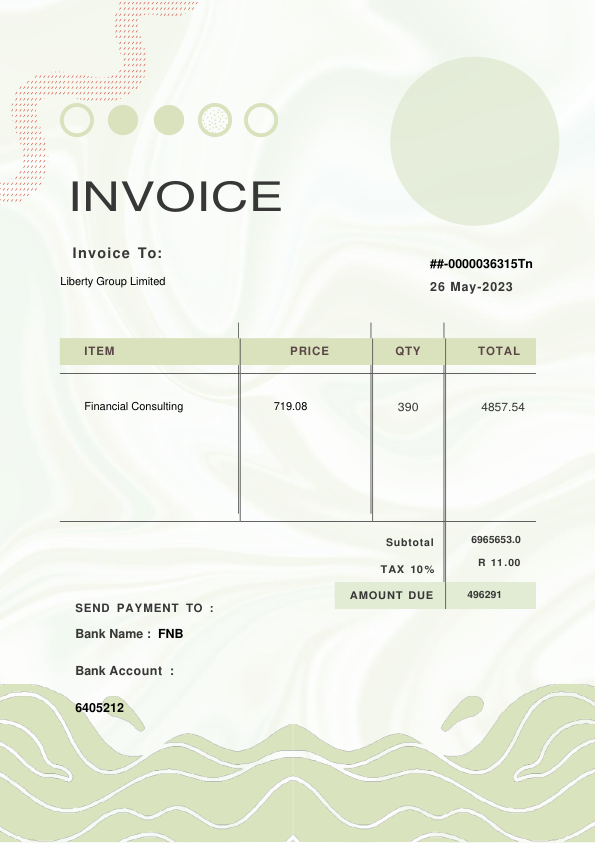 INVOICE
Invoice To:
Liberty Group Limited
##-0000036315Tn
26 May-2023
ITEM PRICE QTY TOTAL
Financial Consulting 719.08 390 4857.54
Subtotal 6965653.0
TAX 10% R 11.00
AMOUNT DUE 496291
SEND PAYMENT TO :
Bank Name : FNB
Bank Account :
6405212